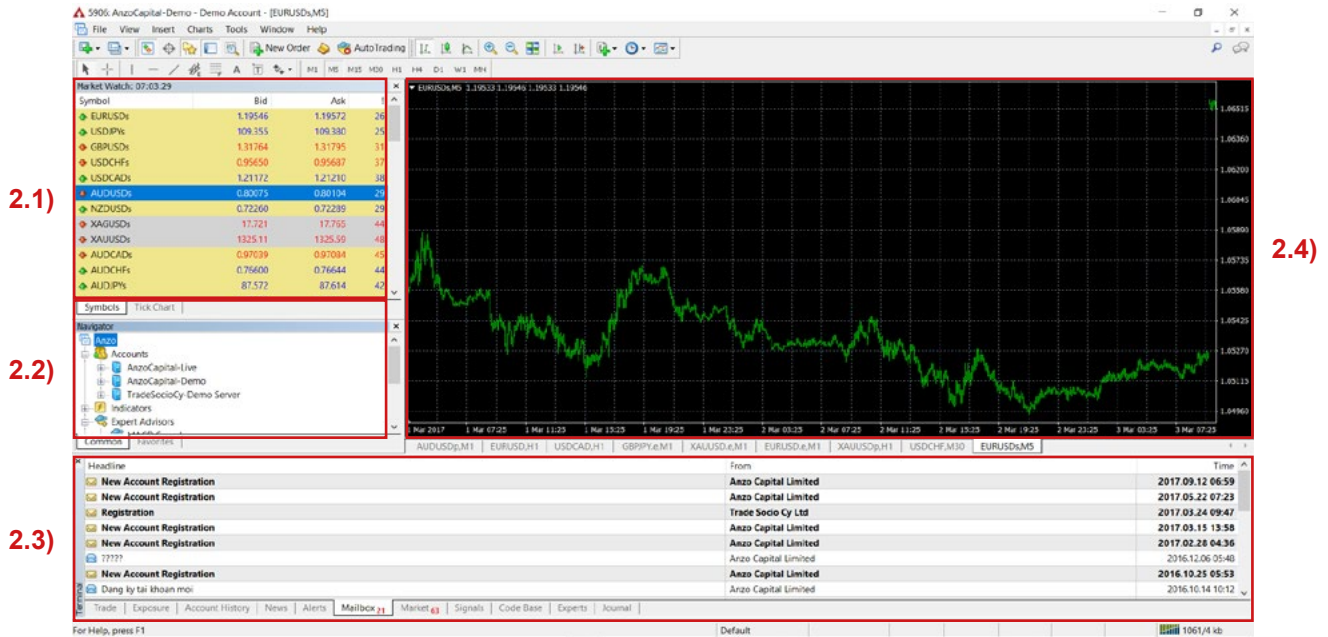 5906: AnzoCapital-Demo - Demo Account - [EURUSDs,M5]
File View Insert Charts Tools Window Help
New Order AutoTrading
A T M1 M5 M15 M30 H1 H4 D1 W1 MN
Market Watch: 07:03:29
Symbol Bid Ask !
EURUSDs 1.19546 1.19572 26
USDJPYs 109.355 109.380 25
GBPUSDs 1.31764 1.31795 31
USDCHFs 0.95650 0.95687 37
USDCADs 1.21172 1.21210 38
AUDUSDs 0.80075 0.80104 29
NZDUSDs 0.72260 0.72289 29
XAGUSDs 17.721 17.765 44
XAUUSDs 1325.11 1325.59 48
AUDCADs 0.97039 0.97084 45
AUDCHFs 0.76600 0.76644 44
AUDJPYs 87.572 87.614 42
Symbols Tick Chart
2.1)
Navigator
Anzo
Accounts
AnzoCapital-Live
AnzoCapital-Demo
TradeSocioCy-Demo Server
Indicators
Expert Advisors
Common Favorites
2.2)
EURUSDs,M5 1.19533 1.19546 1.19533 1.19546
1.06515
1.06360
1.06200
1.06045
1.05890
1.05735
1.05580
1.05425
1.05270
1.05115
1.04960
1 Mar 2017 1 Mar 07:25 1 Mar 11:25 1 Mar 15:25 1 Mar 19:25 1 Mar 23:25 2 Mar 03:25 2 Mar 07:25 2 Mar 11:25 2 Mar 15:25 2 Mar 19:25 2 Mar 23:25 3 Mar 03:25 3 Mar 07:25
AUDUSDp,M1 EURUSD,H1 USDCAD,H1 GBPJPY.e,M1 XAUUSD.e,M1 EURUSD.e,M1 XAUUSDp,H1 USDCHF,M30 EURUSDs,M5
2.4)
Headline From Time
New Account Registration Anzo Capital Limited 2017.09.12 06:59
New Account Registration Anzo Capital Limited 2017.05.22 07:23
Registration Trade Socio Cy Ltd 2017.03.24 09:47
New Account Registration Anzo Capital Limited 2017.03.15 13:58
New Account Registration Anzo Capital Limited 2017.02.28 04:36
????? Anzo Capital Limited 2016.12.06 05:48
New Account Registration Anzo Capital Limited 2016.10.25 05:53
Dang ky tai khoan moi Anzo Capital Limited 2016.10.14 10:12
Terminal
Trade Exposure Account History News Alerts Mailbox 21 Market 63 Signals Code Base Experts Journal
2.3)
For Help, press F1 Default 1061/4 kb